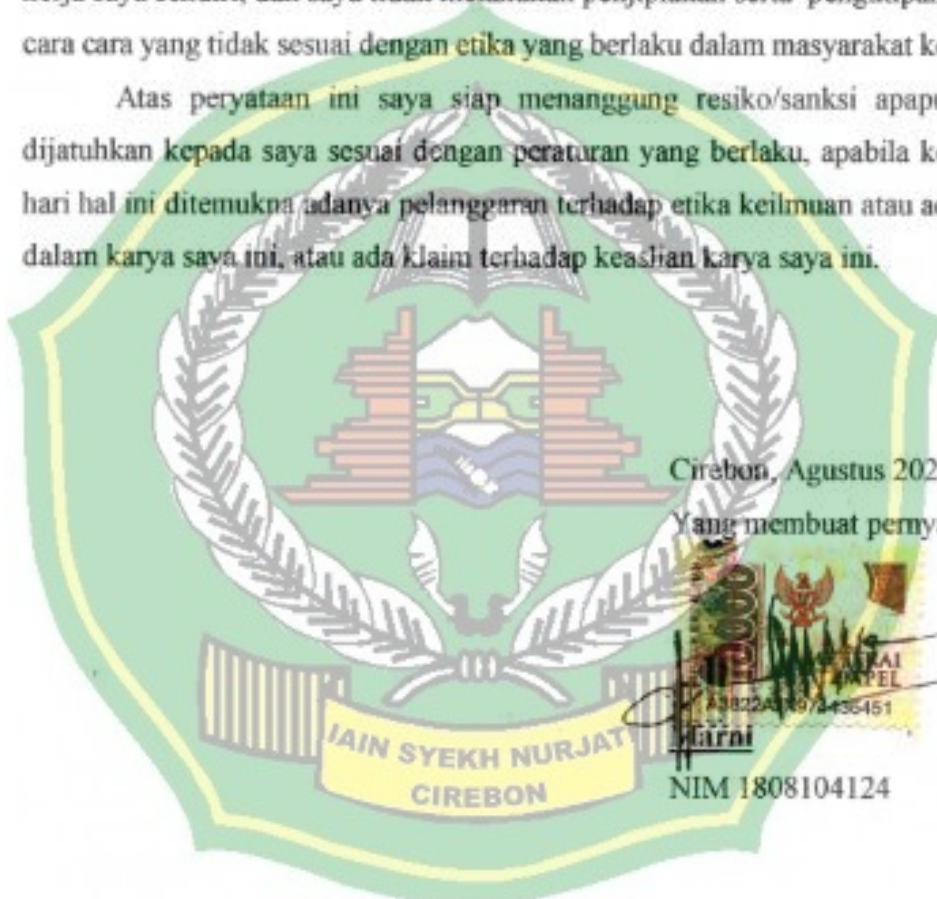 cara cara yang tidak sesuai dengan etika yang berlaku dalam masyarakat
Atas peryataan ini saya siap menanggung resiko/sanksi
dijatuhkan kepada saya sesuai dengan peraturan yang berlaku, apabila
hari hal ini ditemukna adanya pelanggaran terhadap etika keilmuan atau
dalam karya saya ini, atau ada klaim terhadap keaslian karya saya ini.
Cirebon, Agustus 202
Yang membuat
IAIN SYEKH NURJATI
CIREBON
NIM 1808104124